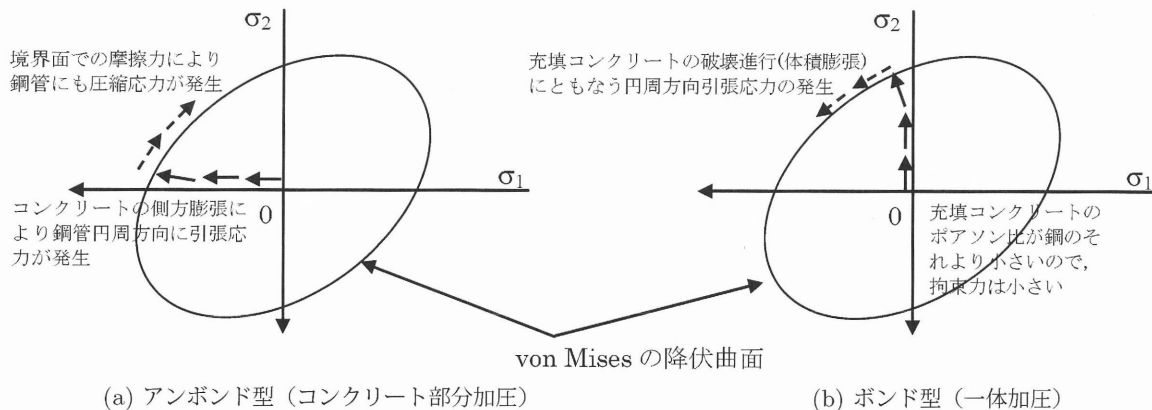 σ2
境界面での摩擦力により
鋼管にも圧縮応力が発生
σ1
0
コンクリートの側方膨張に
より鋼管円周方向に引張応
力が発生
σ2
充填コンクリートの破壊進行(体積膨張)
にともなう円周方向引張応力の発生
σ1
0
充填コンクリートの
ポアソン比が鋼のそ
れより小さいので,
拘束力は小さい
von Mises の降伏曲面
(a) アンボンド型（コンクリート部分加圧）
(b) ボンド型（一体加圧）